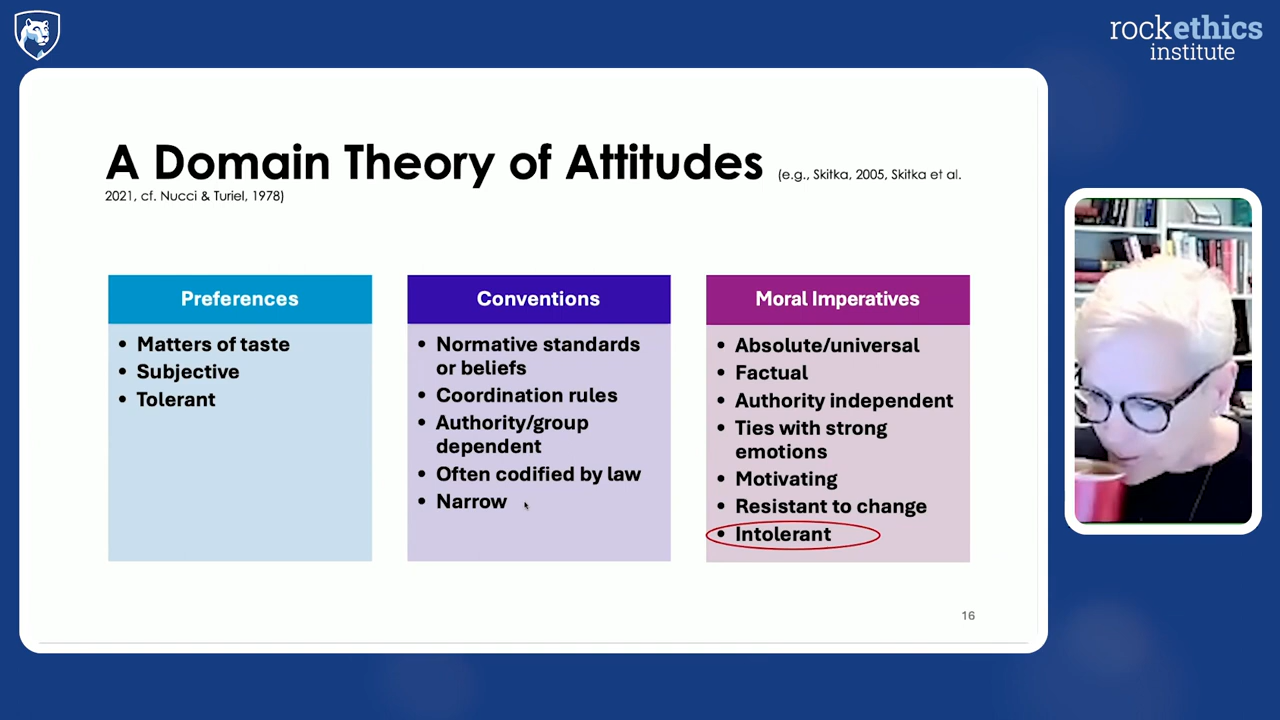 rockethics
institute
A Domain Theory of Attitudes (e.g., Skitka, 2005, Skitka et al.
2021, cf. Nucci & Turiel, 1978)
Preferences
• Matters of taste
• Subjective
• Tolerant
Conventions
• Normative standards
or beliefs
• Coordination rules
• Authority/group
dependent
• Often codified by law
• Narrow
Moral Imperatives
• Absolute/universal
• Factual
• Authority independent
• Ties with strong
emotions
• Motivating
• Resistant to change
• Intolerant
16